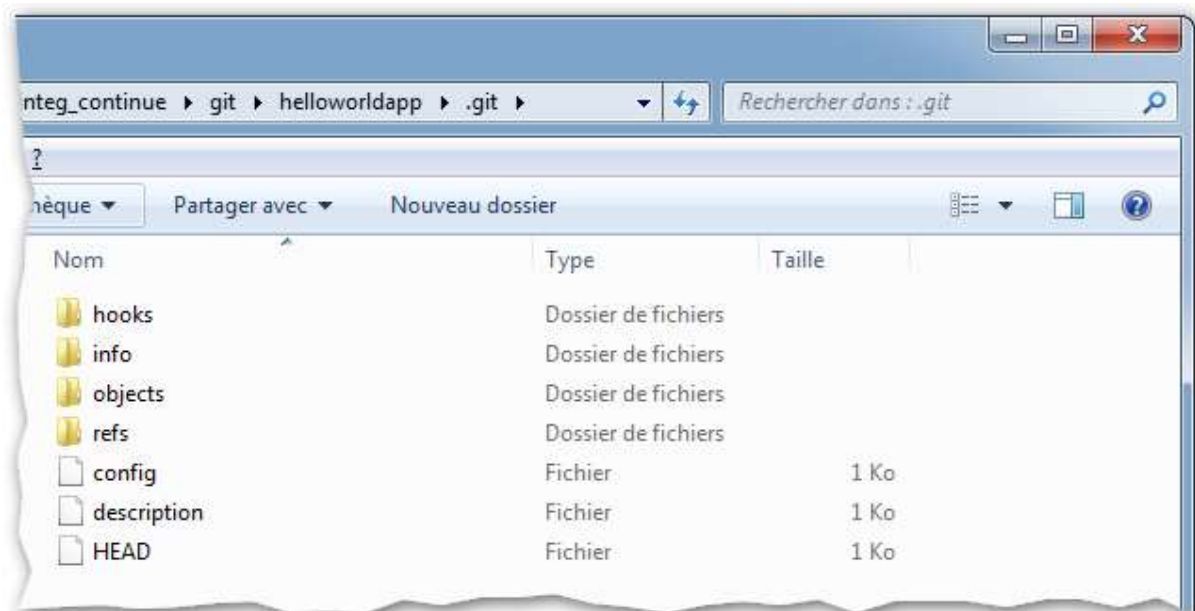 nteg_continue ▸ git ▸ helloworldapp ▸ .git ▸ Rechercher dans : .git
?
hèque Partager avec Nouveau dossier
Nom Type Taille
hooks Dossier de fichiers
info Dossier de fichiers
objects Dossier de fichiers
refs Dossier de fichiers
config Fichier 1 Ko
description Fichier 1 Ko
HEAD Fichier 1 Ko